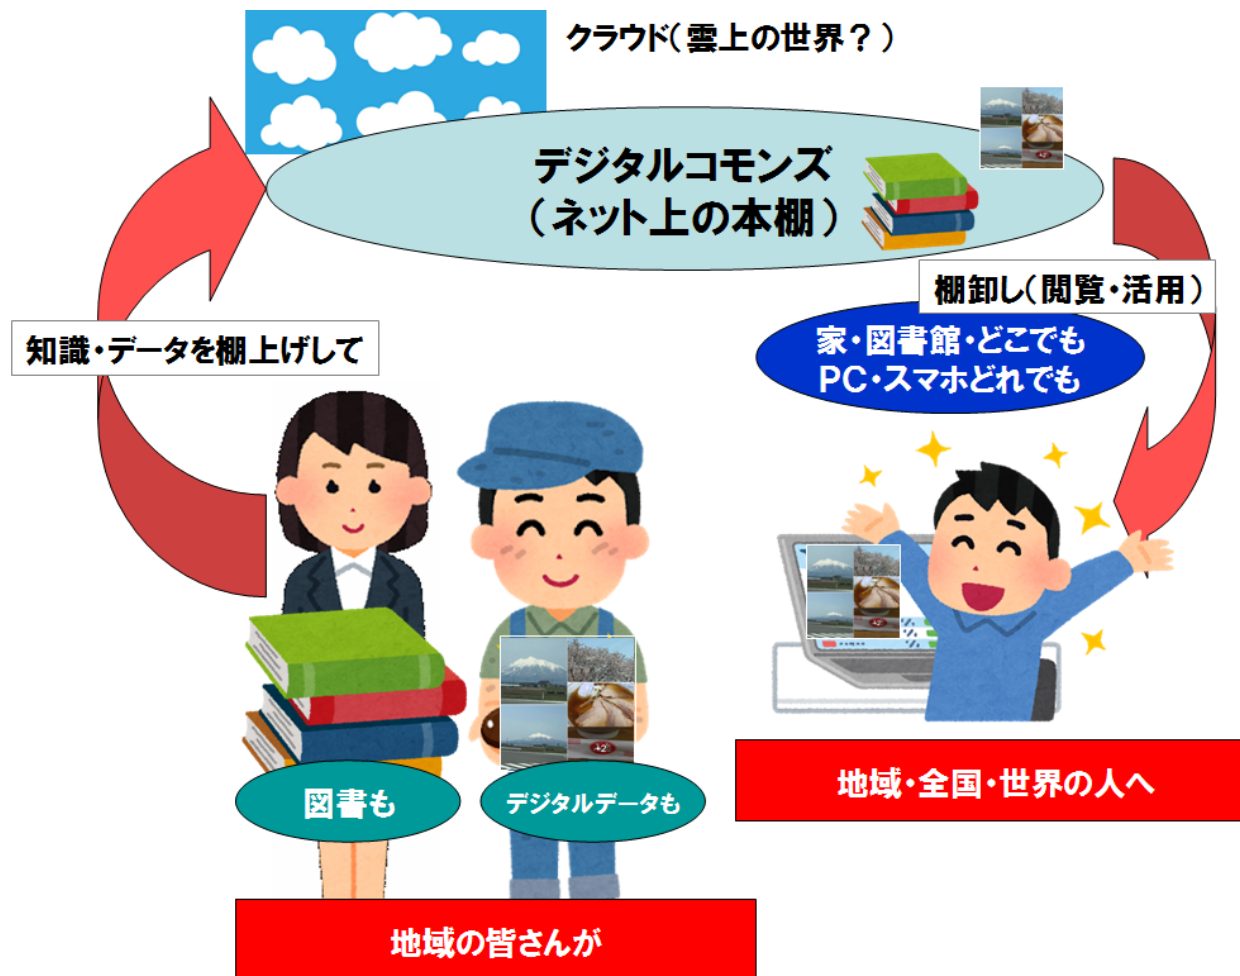 クラウド(雲上の世界？)
デジタルコモンズ
(ネット上の本棚)
棚卸し(閲覧・活用)
家・図書館・どこでも
PC・スマホどれでも
知識・データを棚上げして
図書も
デジタルデータも
地域・全国・世界の人へ
地域の皆さんが